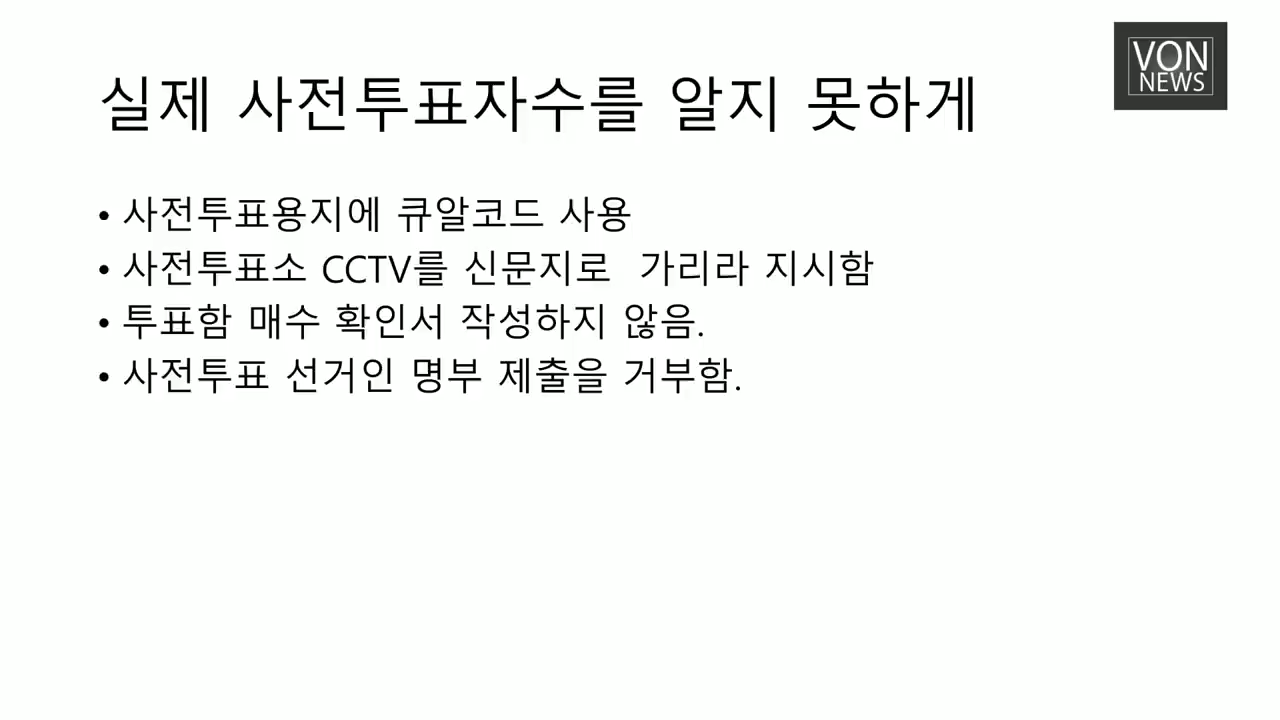 VON
NEWS
실제 사전투표자수를 알지 못하게
• 사전투표용지에 큐알코드 사용
• 사전투표소 CCTV를 신문지로 가리라 지시함
• 투표함 매수 확인서 작성하지 않음.
• 사전투표 선거인 명부 제출을 거부함.